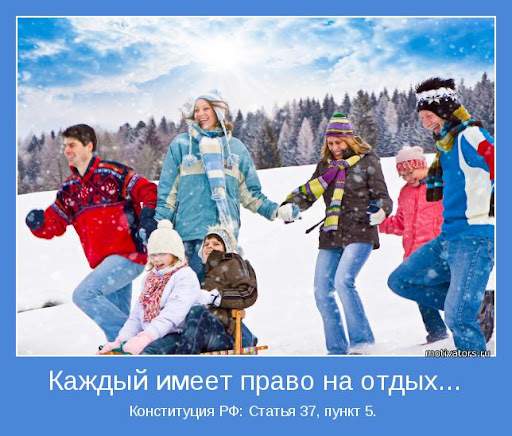 motivators.ru
Каждый имеет право на отдых...
Конституция РФ: Статья 37, пункт 5.